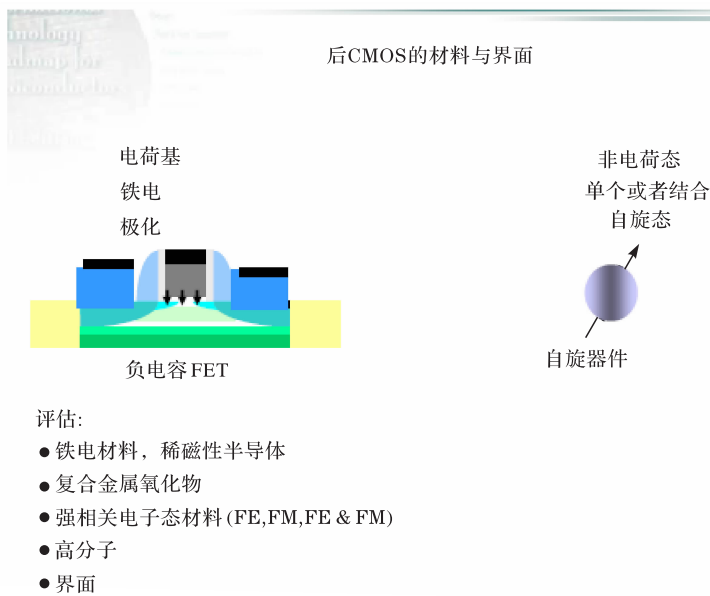 后CMOS的材料与界面
电荷基
铁电
极化
负电容FET
非电荷态
单个或者结合
自旋态
自旋器件
评估:
●铁电材料，稀磁性半导体
●复合金属氧化物
●强相关电子态材料(FE,FM,FE & FM)
●高分子
●界面